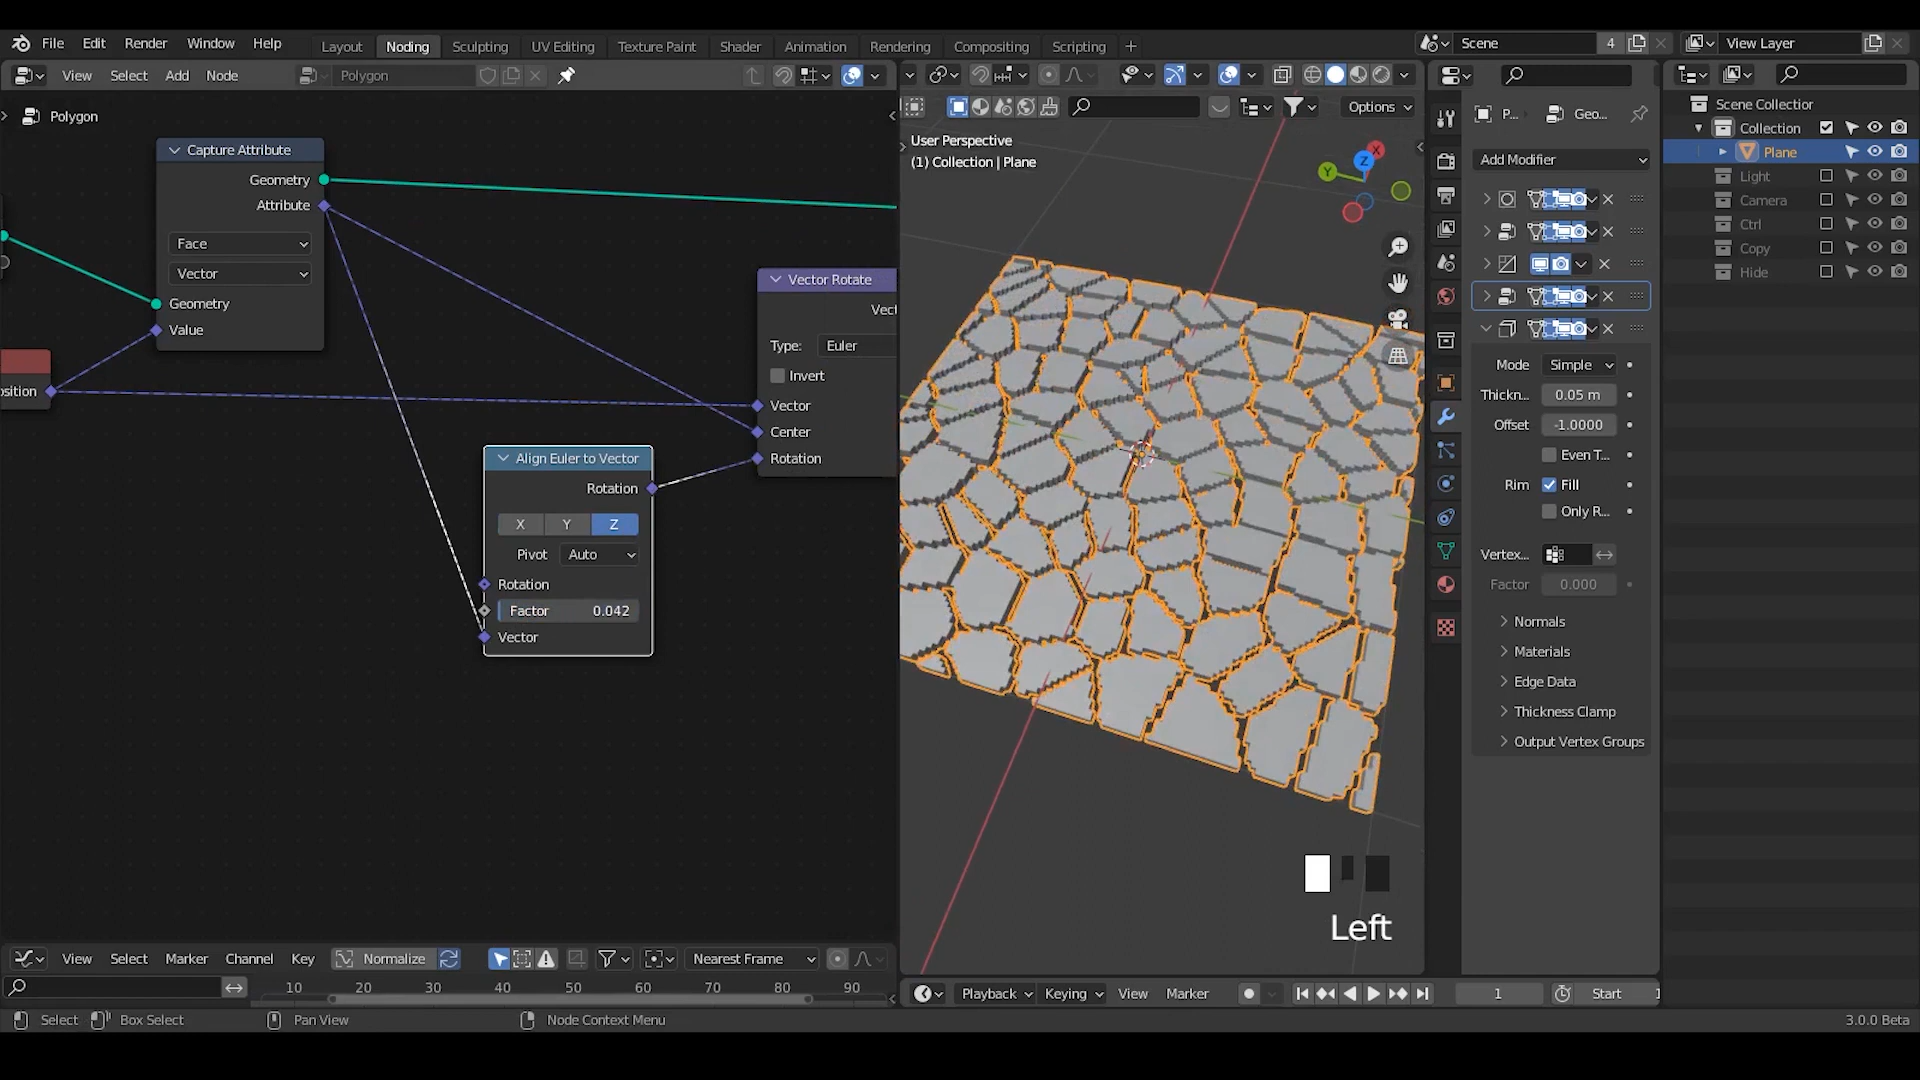 File Edit Render Window Help Layout Noding Sculpting UV Editing Texture Paint Shader Animation Rendering Compositing Scripting + Scene 4 View Layer
View Select Add Node Polygon
Options
Polygon
User Perspective
(1) Collection | Plane
X
Y
Z
Capture Attribute
Geometry
Attribute
Face
Vector
Geometry
Value
osition
Vector Rotate
Vect
Type: Euler
Invert
Vector
Center
Rotation
Align Euler to Vector
Rotation
X Y Z
Pivot Auto
Rotation
Factor 0.042
Vector
Left
P... Geo...
Add Modifier
Mode Simple
Thickn... 0.05 m
Offset -1.0000
Even T...
Rim Fill
Only R...
Vertex...
Factor 0.000
Normals
Materials
Edge Data
Thickness Clamp
Output Vertex Groups
Scene Collectior
Collection
Plane
Light
Camera
Ctrl
Copy
Hide
View Select Marker Channel Key Normalize Nearest Frame
10 20 30 40 50 60 70 80 90
Playback Keying View Marker 1 Start 1
Select Box Select Pan View Node Context Menu 3.0.0 Beta